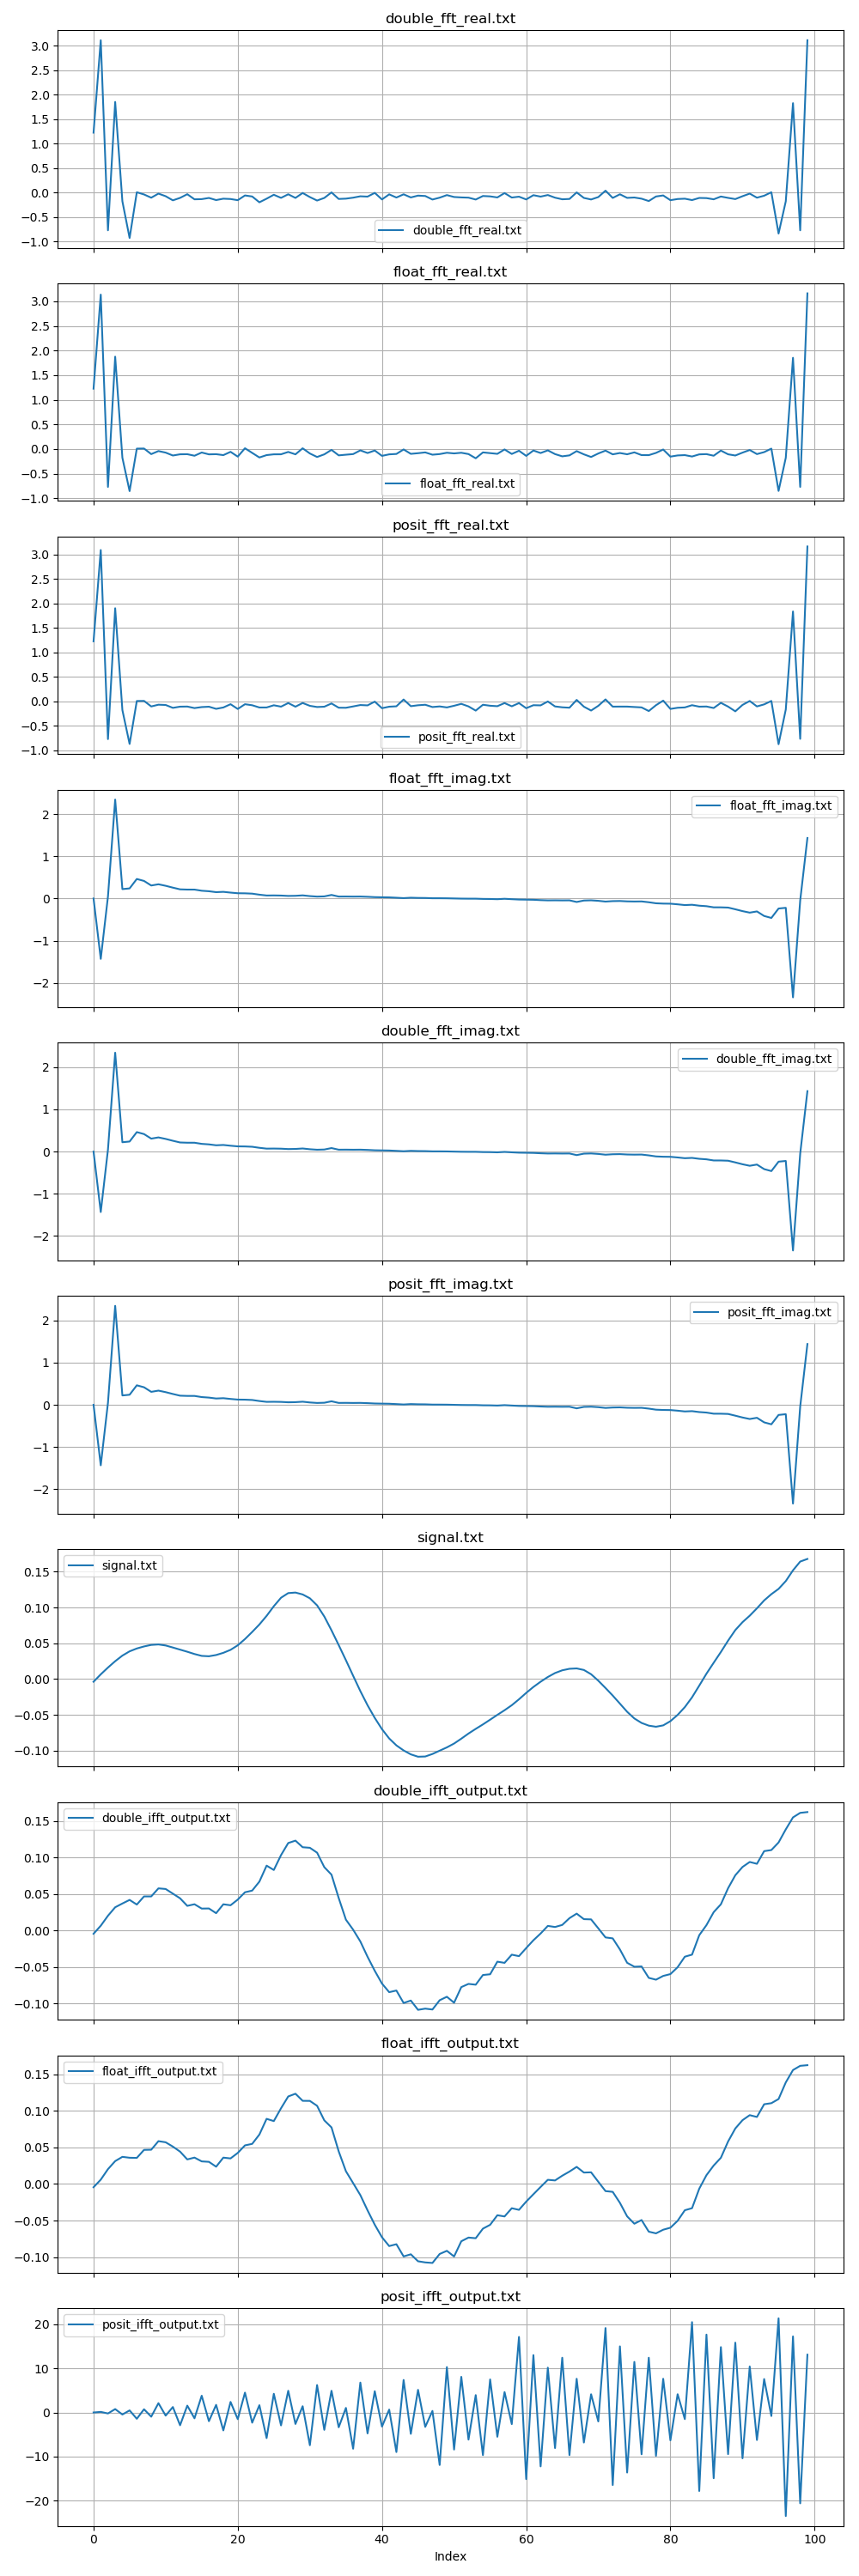 double_fft_real.txt
3.0
2.5
2.0
1.5
1.0
0.5
0.0
−0.5
−1.0
double_fft_real.txt
float_fft_real.txt
3.0
2.5
2.0
1.5
1.0
0.5
0.0
−0.5
−1.0
float_fft_real.txt
posit_fft_real.txt
3.0
2.5
2.0
1.5
1.0
0.5
0.0
−0.5
−1.0
posit_fft_real.txt
float_fft_imag.txt
float_fft_imag.txt
2
1
0
−1
−2
double_fft_imag.txt
double_fft_imag.txt
2
1
0
−1
−2
posit_fft_imag.txt
posit_fft_imag.txt
2
1
0
−1
−2
signal.txt
signal.txt
0.15
0.10
0.05
0.00
−0.05
−0.10
double_ifft_output.txt
double_ifft_output.txt
0.15
0.10
0.05
0.00
−0.05
−0.10
float_ifft_output.txt
float_ifft_output.txt
0.15
0.10
0.05
0.00
−0.05
−0.10
posit_ifft_output.txt
posit_ifft_output.txt
20
10
0
−10
−20
0 20 40 60 80 100
Index